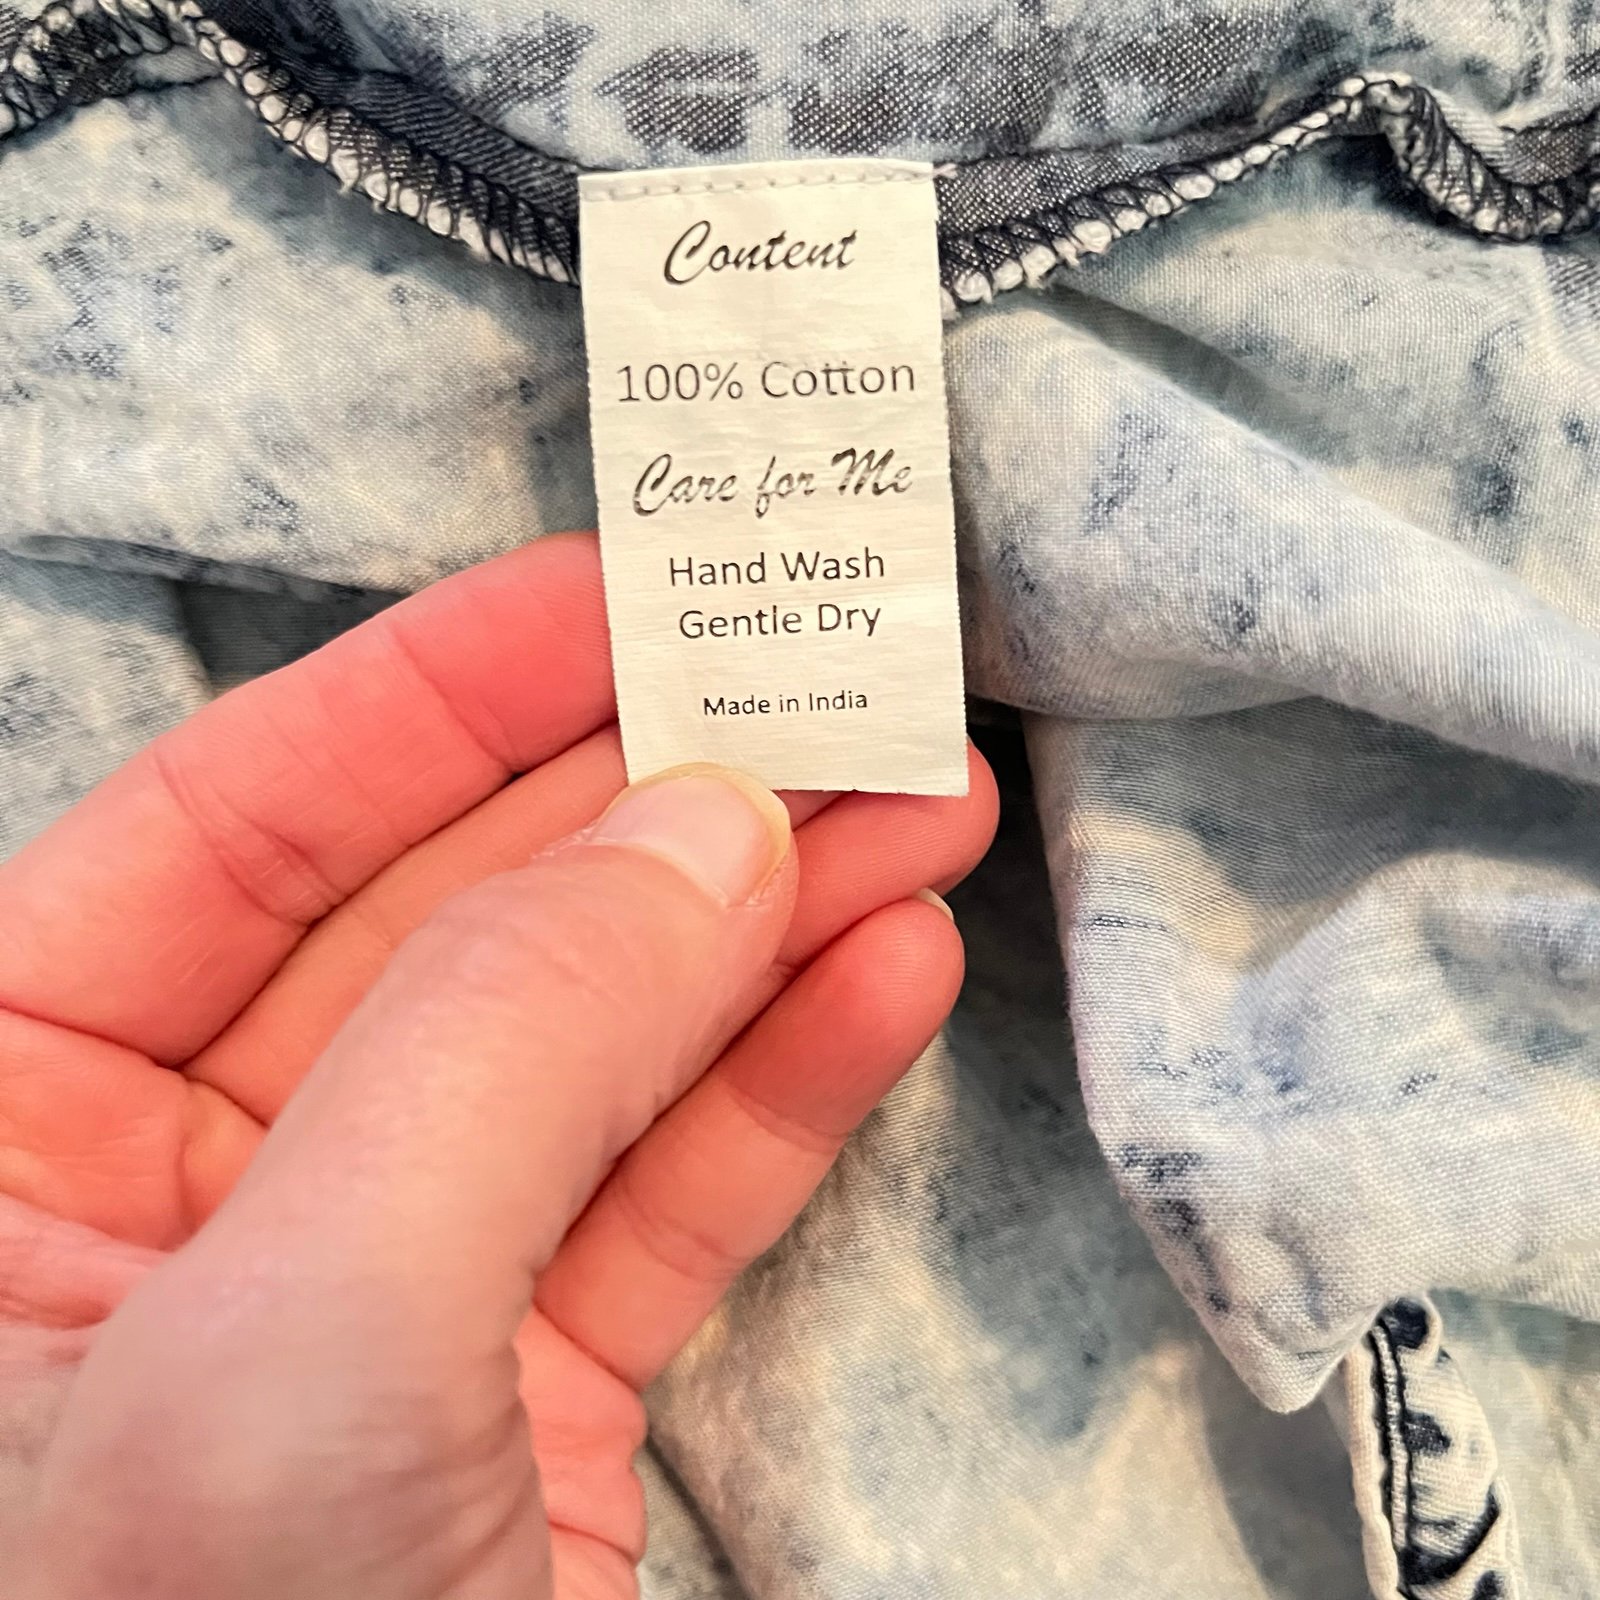 Content
100% Cotton
Care for Me
Hand Wash
Gentle Dry
Made in India